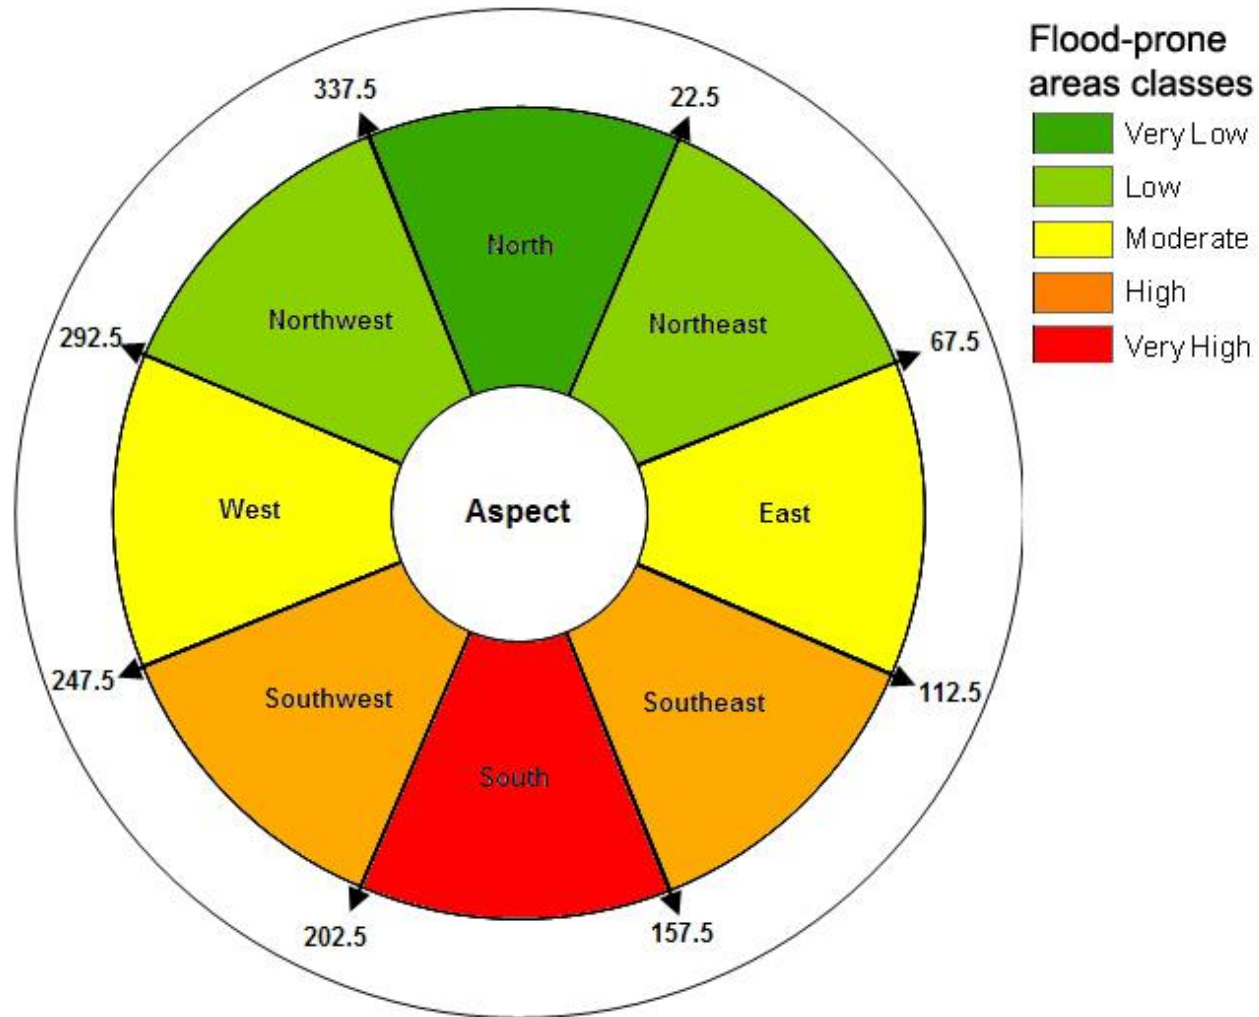 Flood-prone
areas classes
Very Low
Low
Moderate
High
Very High
337.5
22.5
North
Northwest
Northeast
292.5
67.5
West
Aspect
East
247.5
112.5
Southwest
Southeast
South
202.5
157.5